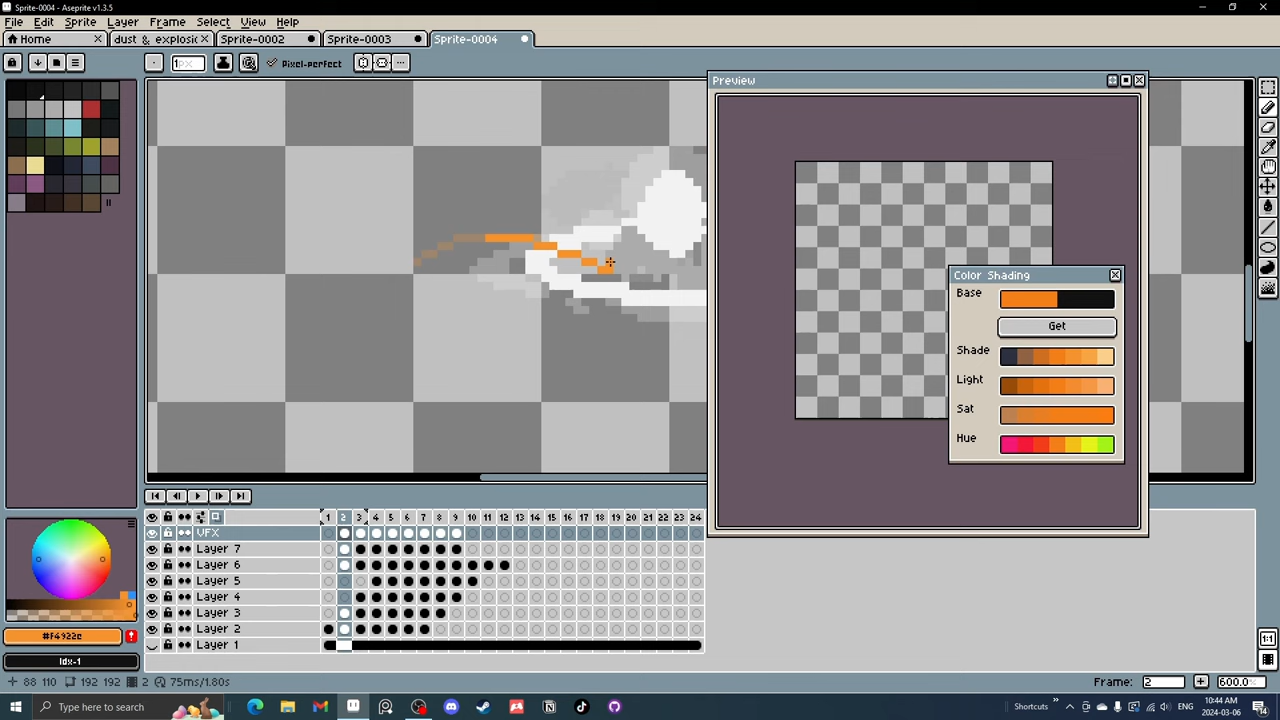 Sprite-0004 - Aseprite v1.3.5
File Edit Sprite Layer Frame Select View Help
Home dust & explosic Sprite-0002 Sprite-0003 Sprite-0004
1px Pixel-perfect
Preview
Color Shading
Base
Get
Shade
Light
Sat
Hue
1 2 3 4 5 6 7 8 9 10 11 12 13 14 15 16 17 18 19 20 21 22 23 24
VFX
Layer 7
Layer 6
Layer 5
Layer 4
Layer 3
Layer 2
Layer 1
#F4922c
Idx-1
1:1
88 110 192 192 2 75ms/1.80s Frame: 2 600.0%
Type here to search
Shortcuts
10:44 AM
2024-03-06
14